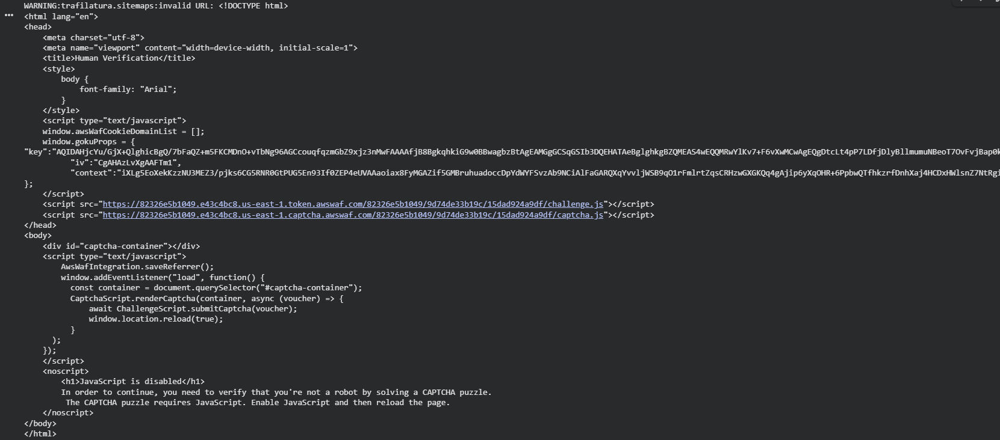 WARNING:trafilatura.sitemaps:invalid URL: <!DOCTYPE html>
<html lang="en">
<head>
    <meta charset="utf-8">
    <meta name="viewport" content="width=device-width, initial-scale=1">
    <title>Human Verification</title>
    <style>
        body {
            font-family: "Arial";
        }
    </style>
    <script type="text/javascript">
    window.awsWafCookieDomainList = [];
    window.gokuProps = {
"key":"AQIDAHjcYu/GjX+QlghicBgQ/7bFaQZ+m5FKCMDnO+vTbNg96AGCcouqfqzmGbZ9xjz3nMwFAAAAfjB8BgkqhkiG9w0BBwagbzBtAgEAMGgGCSqGSIb3DQEHATAeBglghkgBZQMEAS4wEQQMRwYlKv7+F6vXwMCwAgEQgDtcLt4pP7LDfjDlyBllmumuNBeoT7OvFvjBap0k
          "iv":"CgAHAzLvXgAAFTm1",
          "context":"iXLg5EoXekKzzNU3MEZ3/pjks6CG5RNR0GtPUG5En93If0ZEP4eUVAAaoiax8FyMGAZif5GMBruhuadoccDpYdWYFSvzAb9NCiAlFaGARQXqYvvljWSB9qO1rFmlrtZqsCRHzwGXGKQq4gAjip6yXqOHR+6PpbwQTfhkzrfDnhXaj4HCDxHWlsnZ7NtRgi
};
    </script>
    <script src="https://82326e5b1049.e43c4bc8.us-east-1.token.awswaf.com/82326e5b1049/9d74de33b19c/15dad924a9df/challenge.js"></script>
    <script src="https://82326e5b1049.e43c4bc8.us-east-1.captcha.awswaf.com/82326e5b1049/9d74de33b19c/15dad924a9df/captcha.js"></script>
</head>
<body>
    <div id="captcha-container"></div>
    <script type="text/javascript">
        AwsWafIntegration.saveReferrer();
        window.addEventListener("load", function() {
          const container = document.querySelector("#captcha-container");
          CaptchaScript.renderCaptcha(container, async (voucher) => {
              await ChallengeScript.submitCaptcha(voucher);
              window.location.reload(true);
          }
      );
    });
    </script>
    <noscript>
        <h1>JavaScript is disabled</h1>
        In order to continue, you need to verify that you're not a robot by solving a CAPTCHA puzzle.
         The CAPTCHA puzzle requires JavaScript. Enable JavaScript and then reload the page.
    </noscript>
</body>
</html>